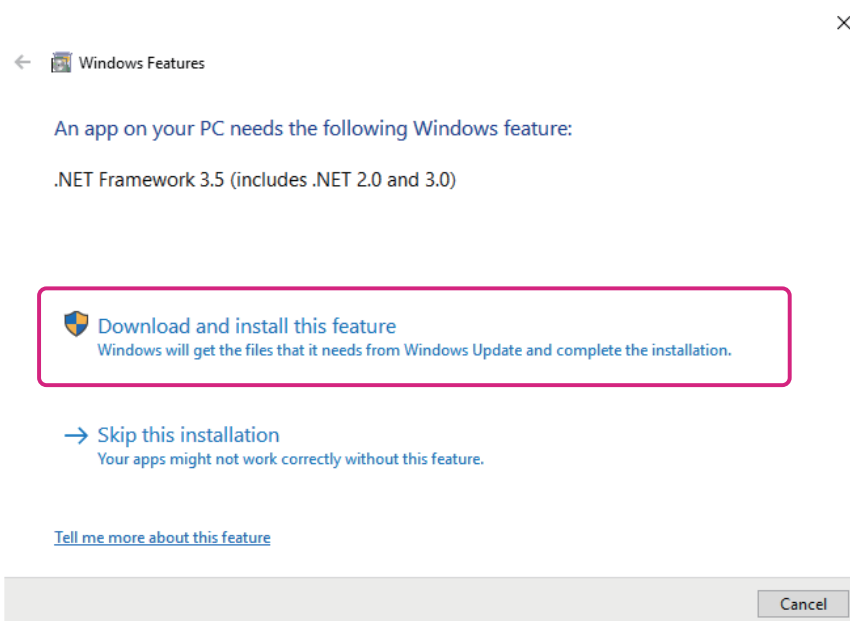 Windows Features
An app on your PC needs the following Windows feature:
.NET Framework 3.5 (includes .NET 2.0 and 3.0)
Download and install this feature
Windows will get the files that it needs from Windows Update and complete the installation.
Skip this installation
Your apps might not work correctly without this feature.
Tell me more about this feature
Cancel